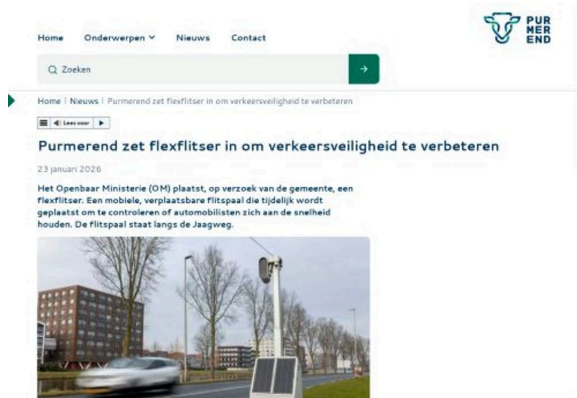 PUR
MER
END
Home Onderwerpen Nieuws Contact
Zoeken
Home | Nieuws | Purmerend zet flexflitser in om verkeersveiligheid te verbeteren
Lees voor
Purmerend zet flexflitser in om verkeersveiligheid te verbeteren
23 januari 2026
Het Openbaar Ministerie (OM) plaatst, op verzoek van de gemeente, een
flexflitser. Een mobiele, verplaatsbare flitspaal die tijdelijk wordt
geplaatst om te controleren of automobilisten zich aan de snelheid
houden. De flitspaal staat langs de Jaagweg.